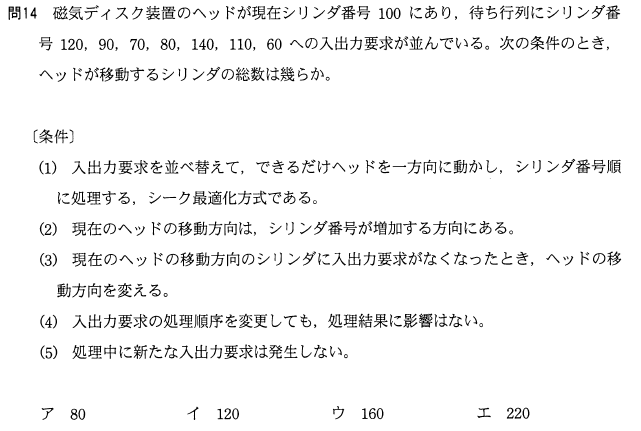 問14 磁気ディスク装置のヘッドが現在シリンダ番号 100 にあり，待ち行列にシリンダ番
号 120，90，70，80，140，110，60 への入出力要求が並んでいる。次の条件のとき，
ヘッドが移動するシリンダの総数は幾らか。
〔条件〕
(1) 入出力要求を並べ替えて，できるだけヘッドを一方向に動かし，シリンダ番号順
に処理する，シーク最適化方式である。
(2) 現在のヘッドの移動方向は，シリンダ番号が増加する方向にある。
(3) 現在のヘッドの移動方向のシリンダに入出力要求がなくなったとき，ヘッドの移
動方向を変える。
(4) 入出力要求の処理順序を変更しても，処理結果に影響はない。
(5) 処理中に新たな入出力要求は発生しない。
ア 80 イ 120 ウ 160 エ 220